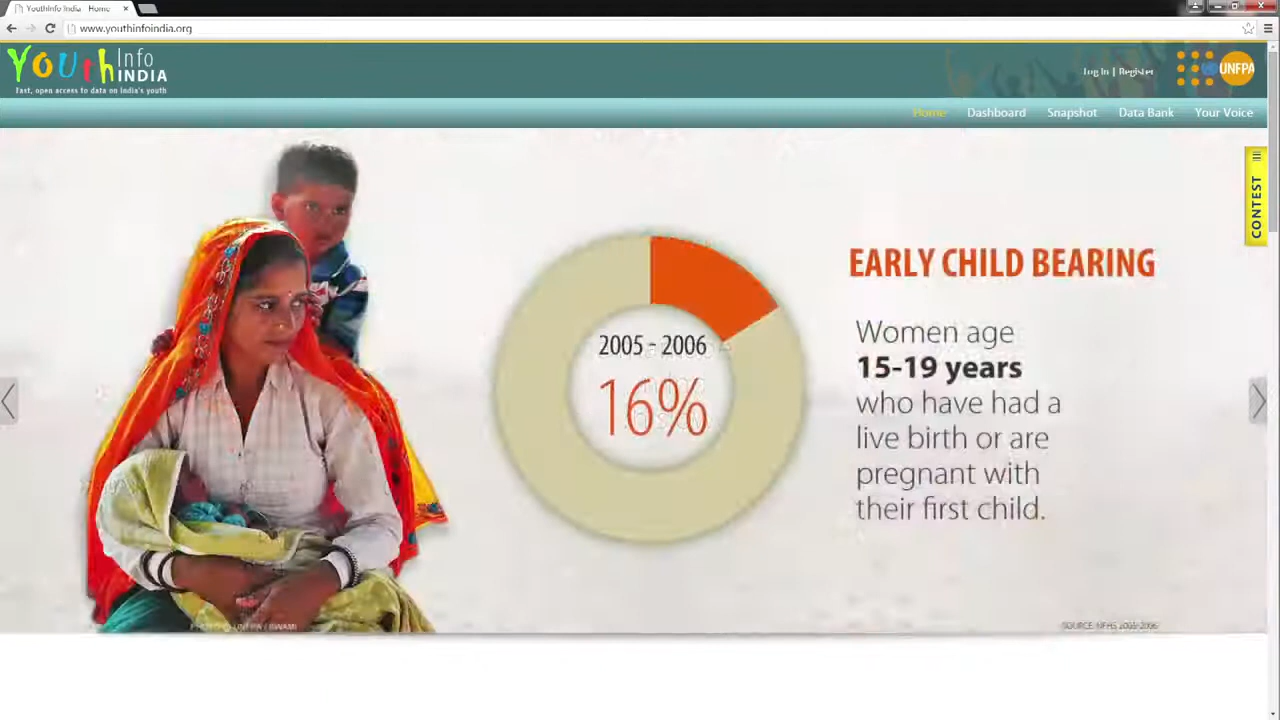 YouthInfo India - Home
www.youthinfoindia.org
Youth Info INDIA
Fast, open access to data on India's youth
Log In | Register
UNFPA
Home Dashboard Snapshot Data Bank Your Voice
CONTEST
EARLY CHILD BEARING
2005 - 2006
16%
Women age
15-19 years
who have had a
live birth or are
pregnant with
their first child.
SOURCE: NFHS 2005-2006